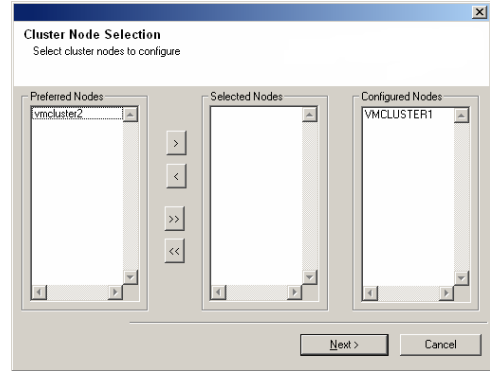 Cluster Node Selection
Select cluster nodes to configure
Preferred Nodes
vmcluster2
>
<
>>
<<
Selected Nodes
Configured Nodes
VMCLUSTER1
Next >
Cancel